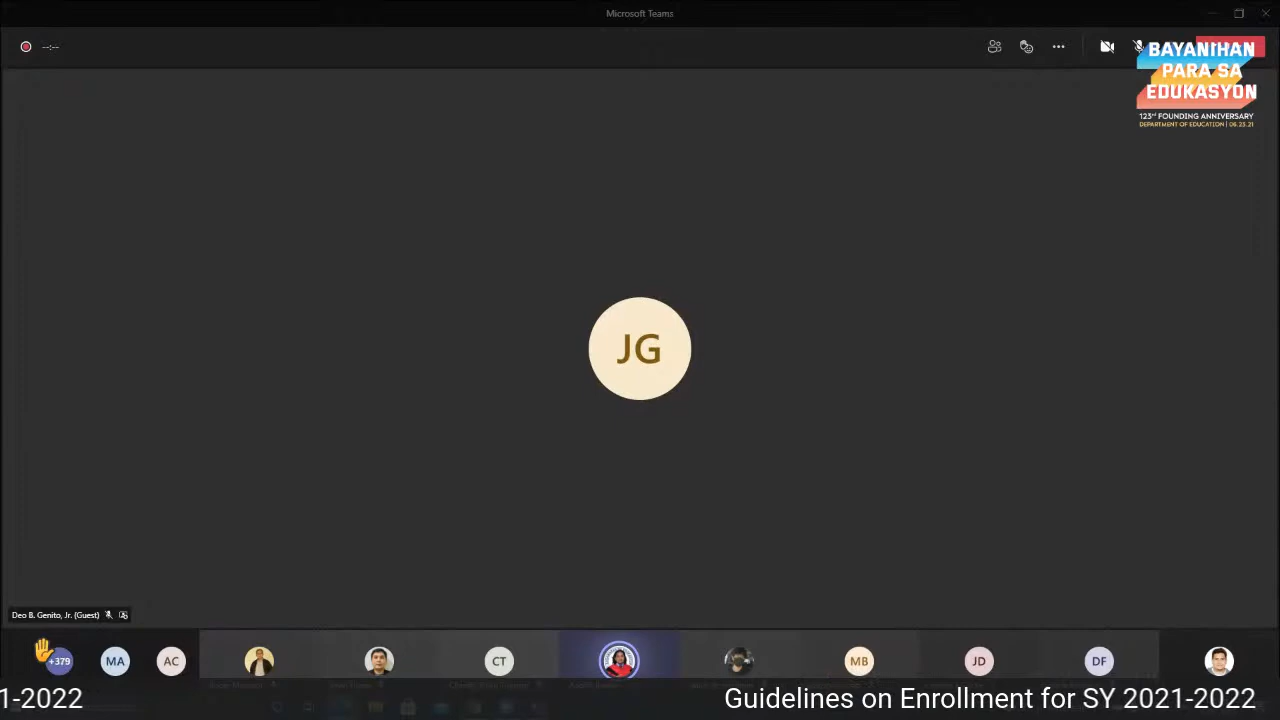 Microsoft Teams
--:--
BAYANIHAN
PARA SA
EDUKASYON
123rd FOUNDING ANNIVERSARY
DEPARTMENT OF EDUCATION | 06.23.21
JG
Deo B. Genito, Jr. (Guest)
+379
MA
AC
CT
MB
JD
DF
1-2022
Guidelines on Enrollment for SY 2021-2022